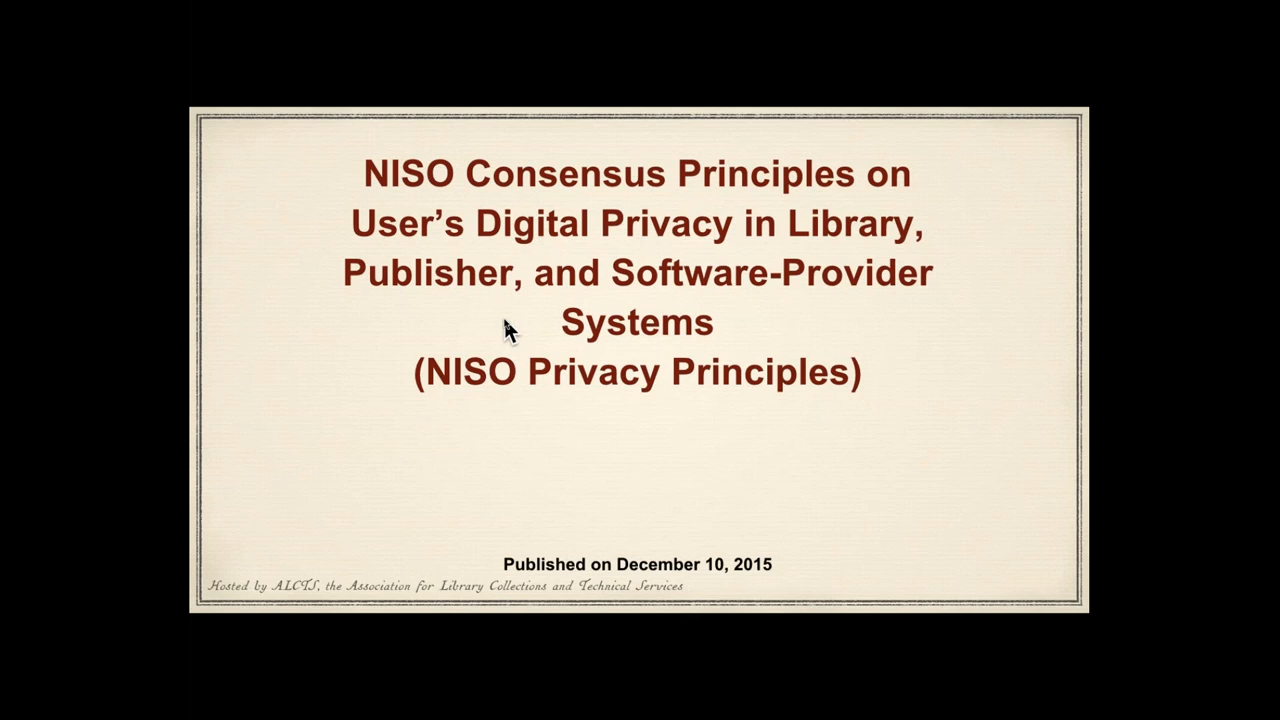 NISO Consensus Principles on
User’s Digital Privacy in Library,
Publisher, and Software-Provider
Systems
(NISO Privacy Principles)
Published on December 10, 2015
Hosted by ALCTS, the Association for Library Collections and Technical Services